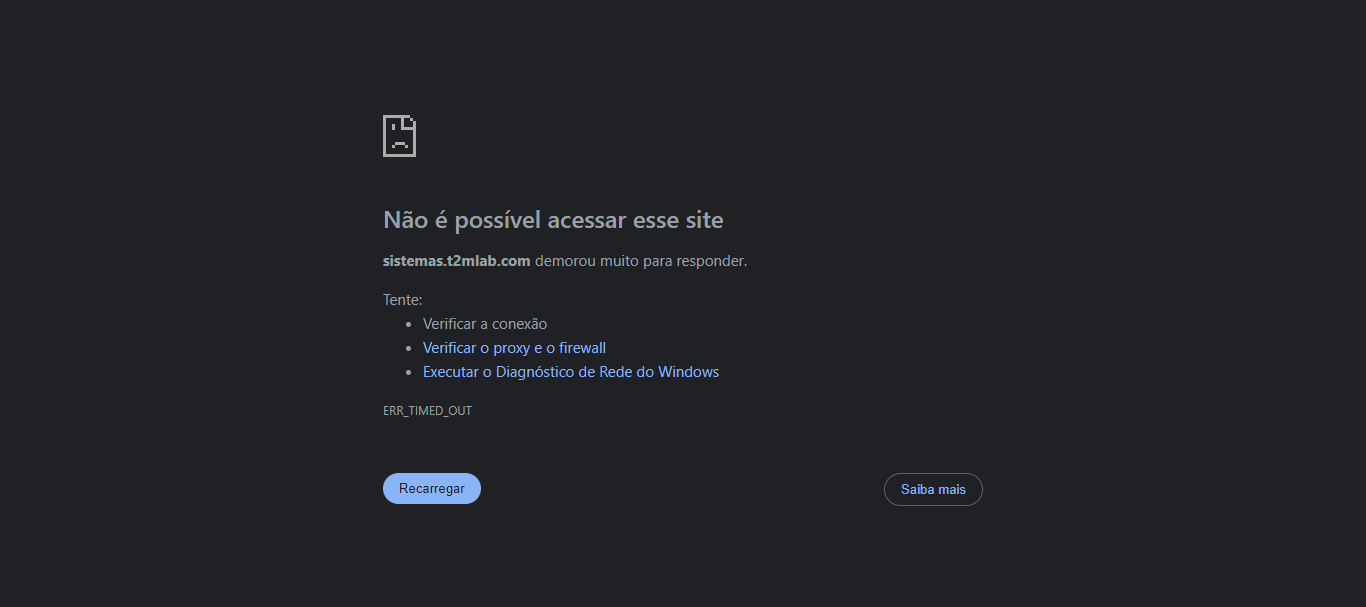 Não é possível acessar esse site
sistemas.t2mlab.com demorou muito para responder.
Tente:
Verificar a conexão
Verificar o proxy e o firewall
Executar o Diagnóstico de Rede do Windows
ERR_TIMED_OUT
Recarregar
Saiba mais